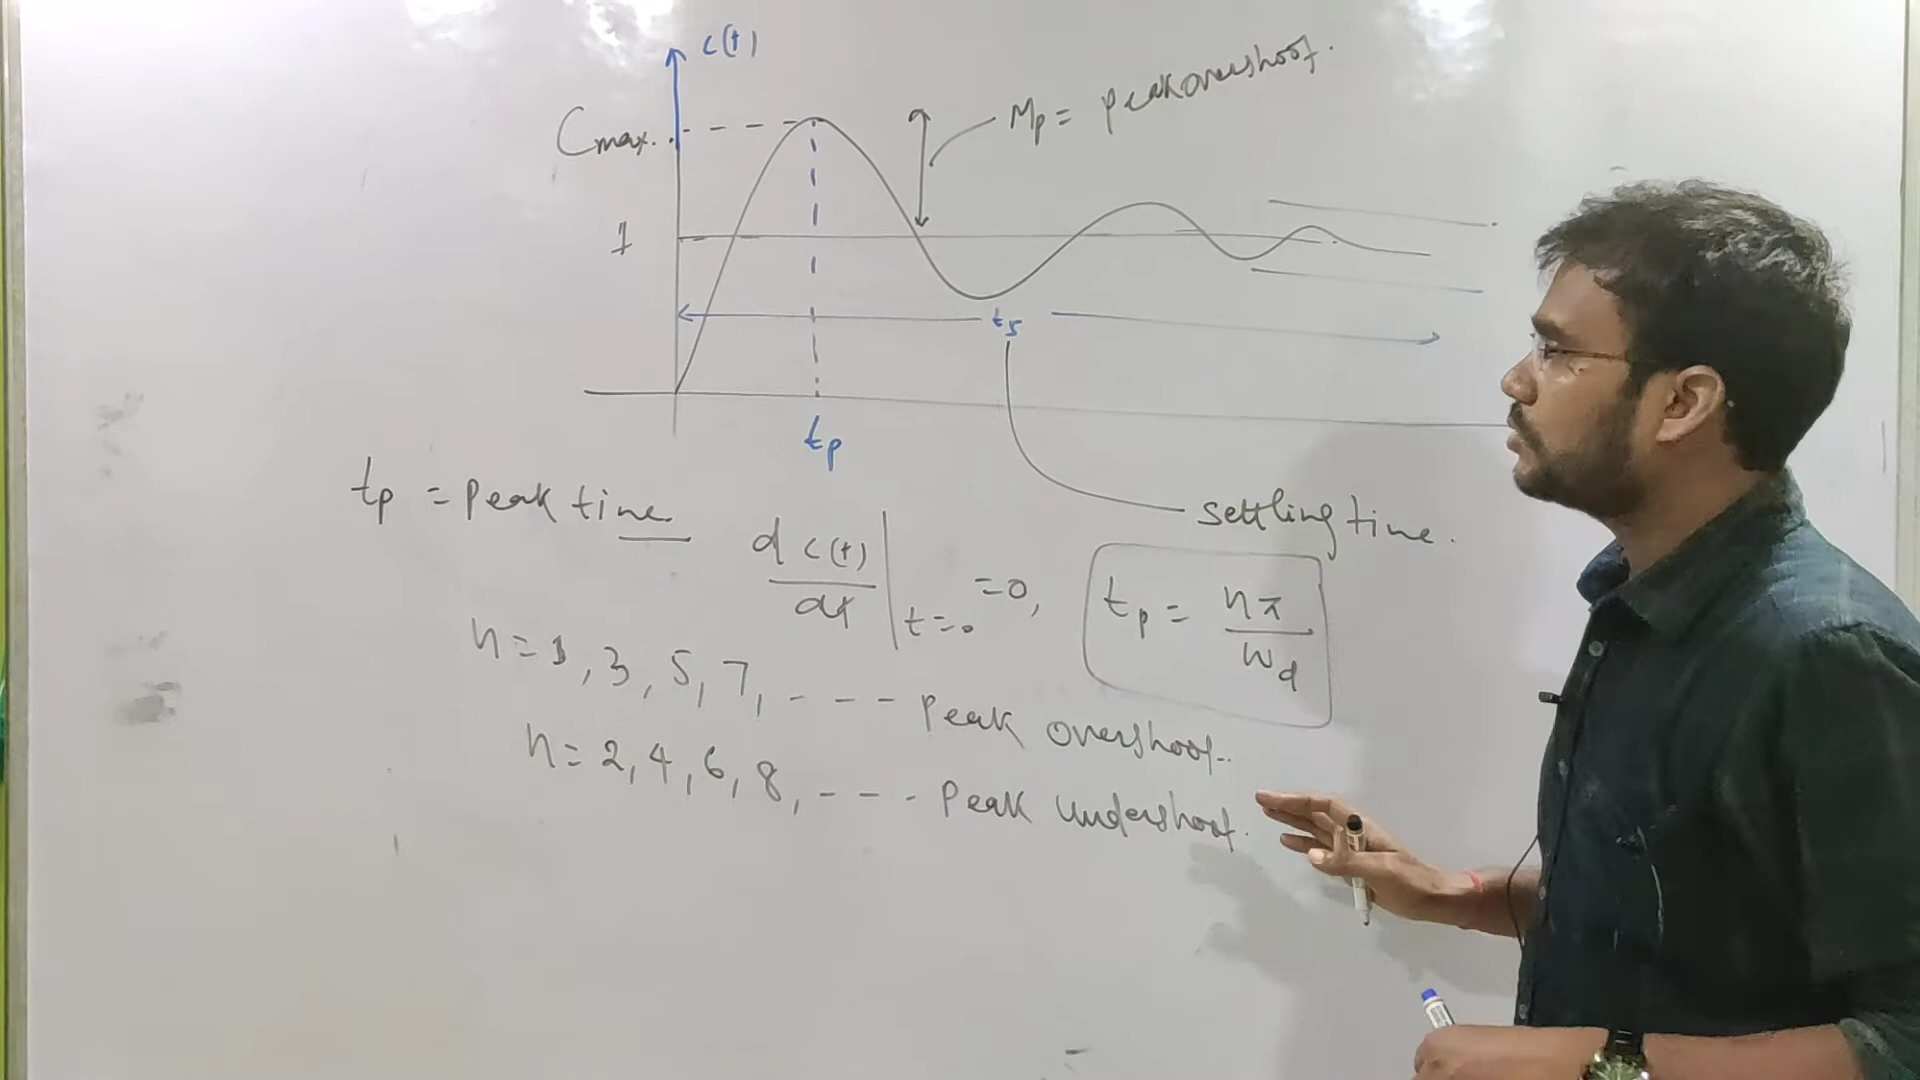 c(t)
Cmax.
Mp = peak overshoot.
1
ts
tp
settling time.
tp = Peak time
d c(t)
dt
t=0
=0,
tp = nπ
wd
n=1, 3, 5, 7, - - - Peak overshoot..
n=2, 4, 6, 8, - - - Peak undershoot.